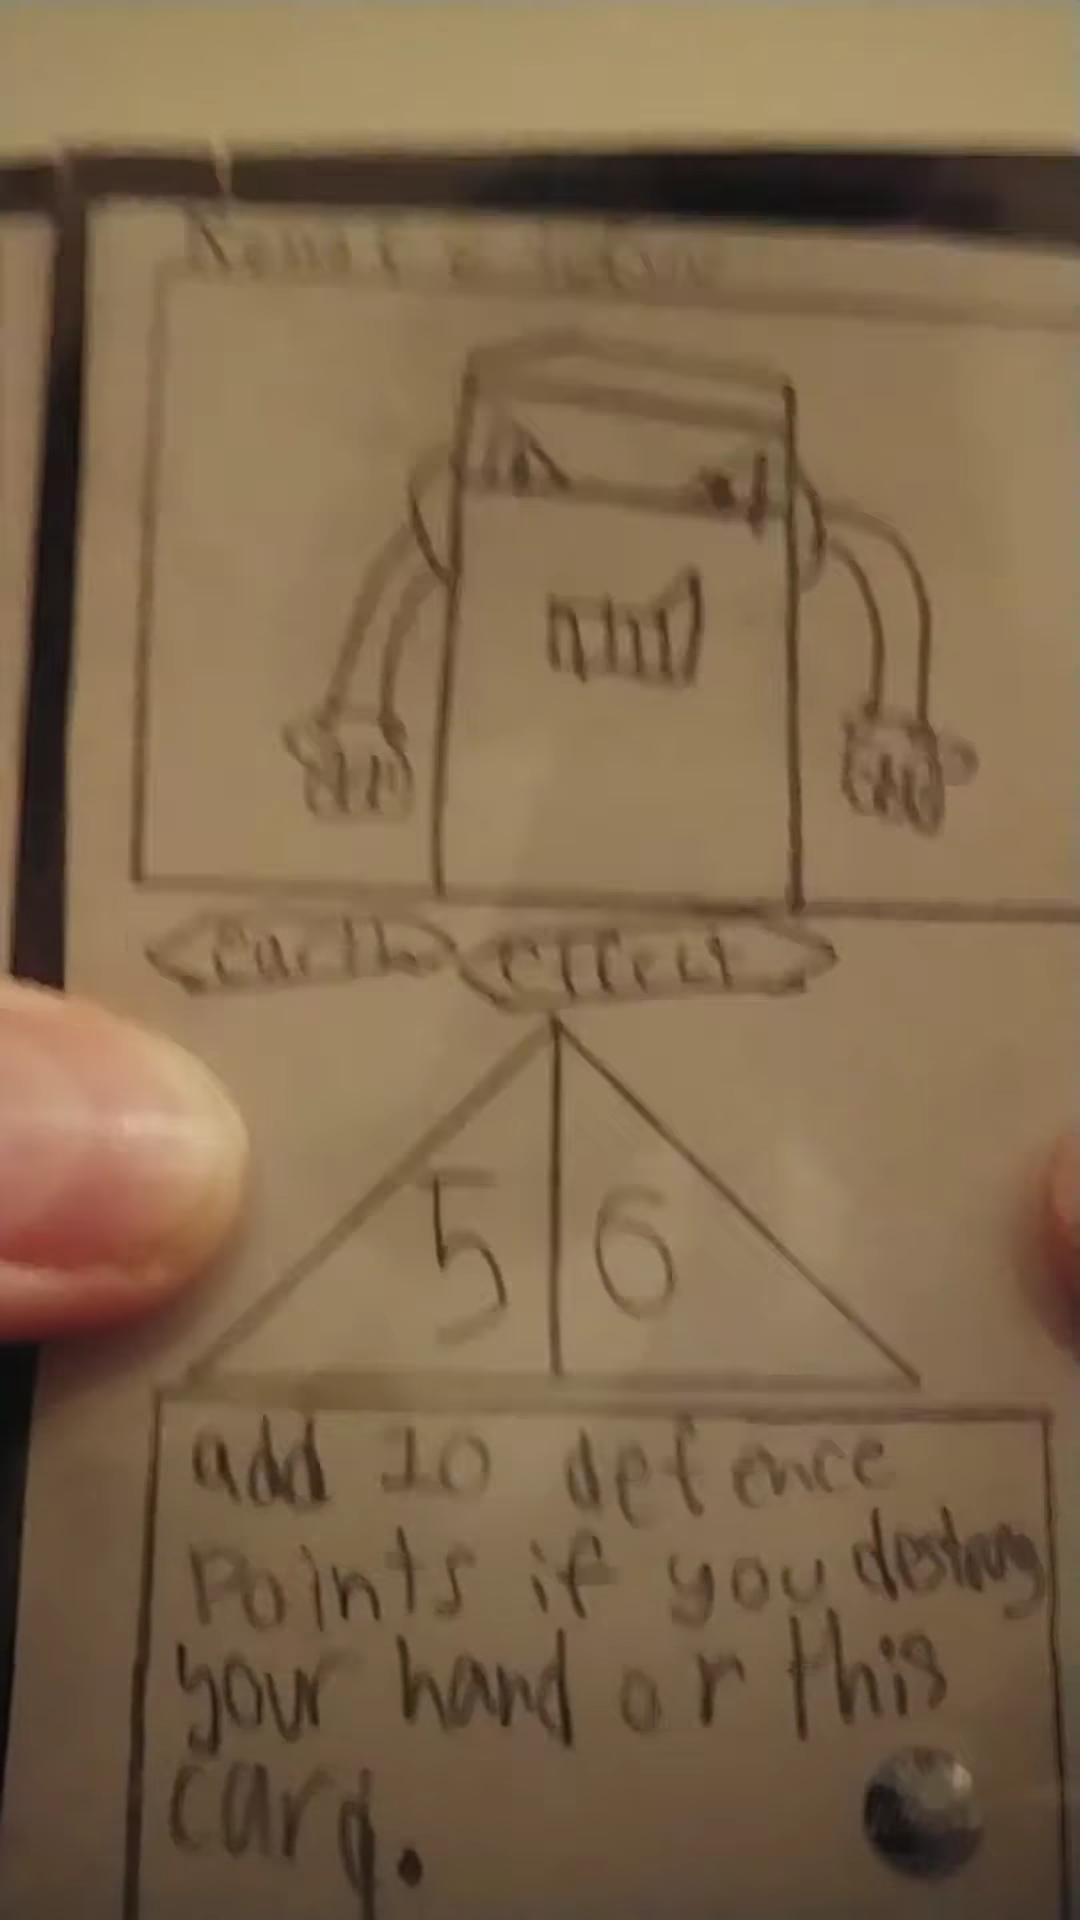 earth effect
5 6
add 10 defence
points if you destroy
your hand or this
card.